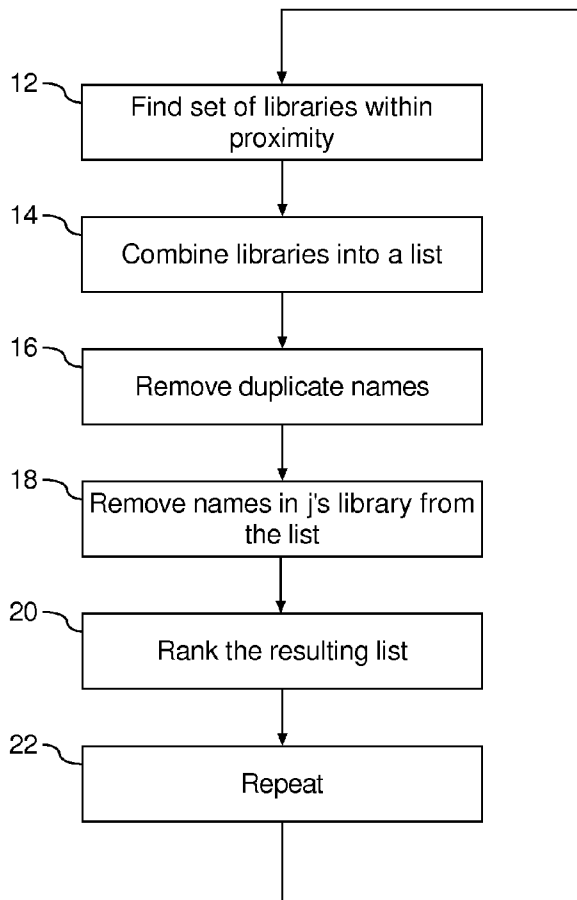 12
Find set of libraries within
proximity
14
Combine libraries into a list
16
Remove duplicate names
18
Remove names in j's library from
the list
20
Rank the resulting list
22
Repeat